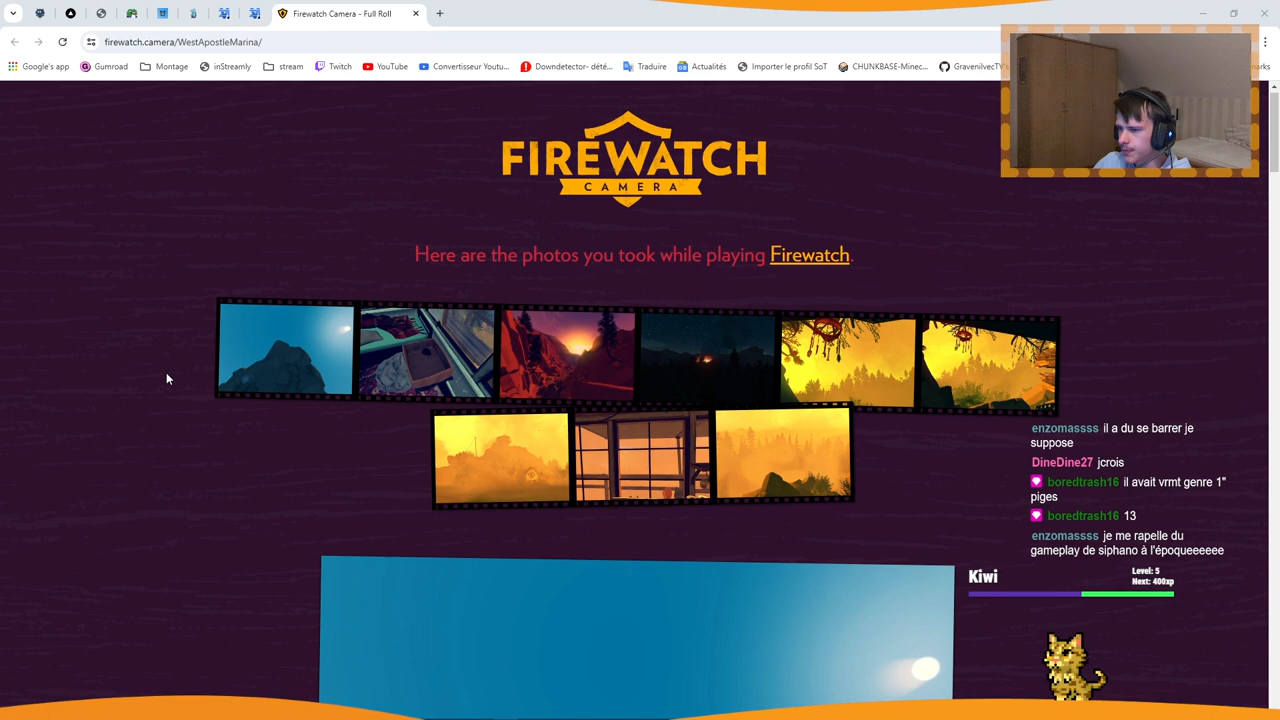 Firewatch Camera - Full Roll
firewatch.camera/WestApostleMarina/
Google's app
Gumroad
Montage
inStreamly
stream
Twitch
YouTube
Convertisseur Youtu...
Downdetector- déte...
Traduire
Actualités
Importer le profil SoT
CHUNKBASE-Minec...
GravenilvecTV's
FIREWATCH
CAMERA
Here are the photos you took while playing Firewatch.
enzomassss il a du se barrer je
suppose
DineDine27 jcrois
boredtrash16 il avait vrmt genre 1"
piges
boredtrash16 13
enzomassss je me rapelle du
gameplay de siphano à l'époqueeeeee
Kiwi
Level: 5
Next: 400xp